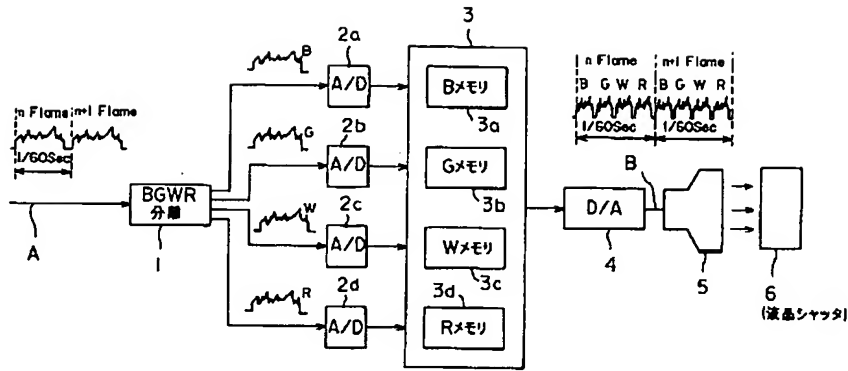 n Flame n+1 Flame
1/60Sec
A
BGWR
分離
1
B
2a
A/D
G
2b
A/D
W
2c
A/D
R
2d
A/D
3
Bメモリ
3a
Gメモリ
3b
Wメモリ
3c
3d
Rメモリ
n Flame n+1 Flame
B G W R B G W R
1/60Sec 1/60Sec
D/A
4
B
5
6
(液晶シャッタ)